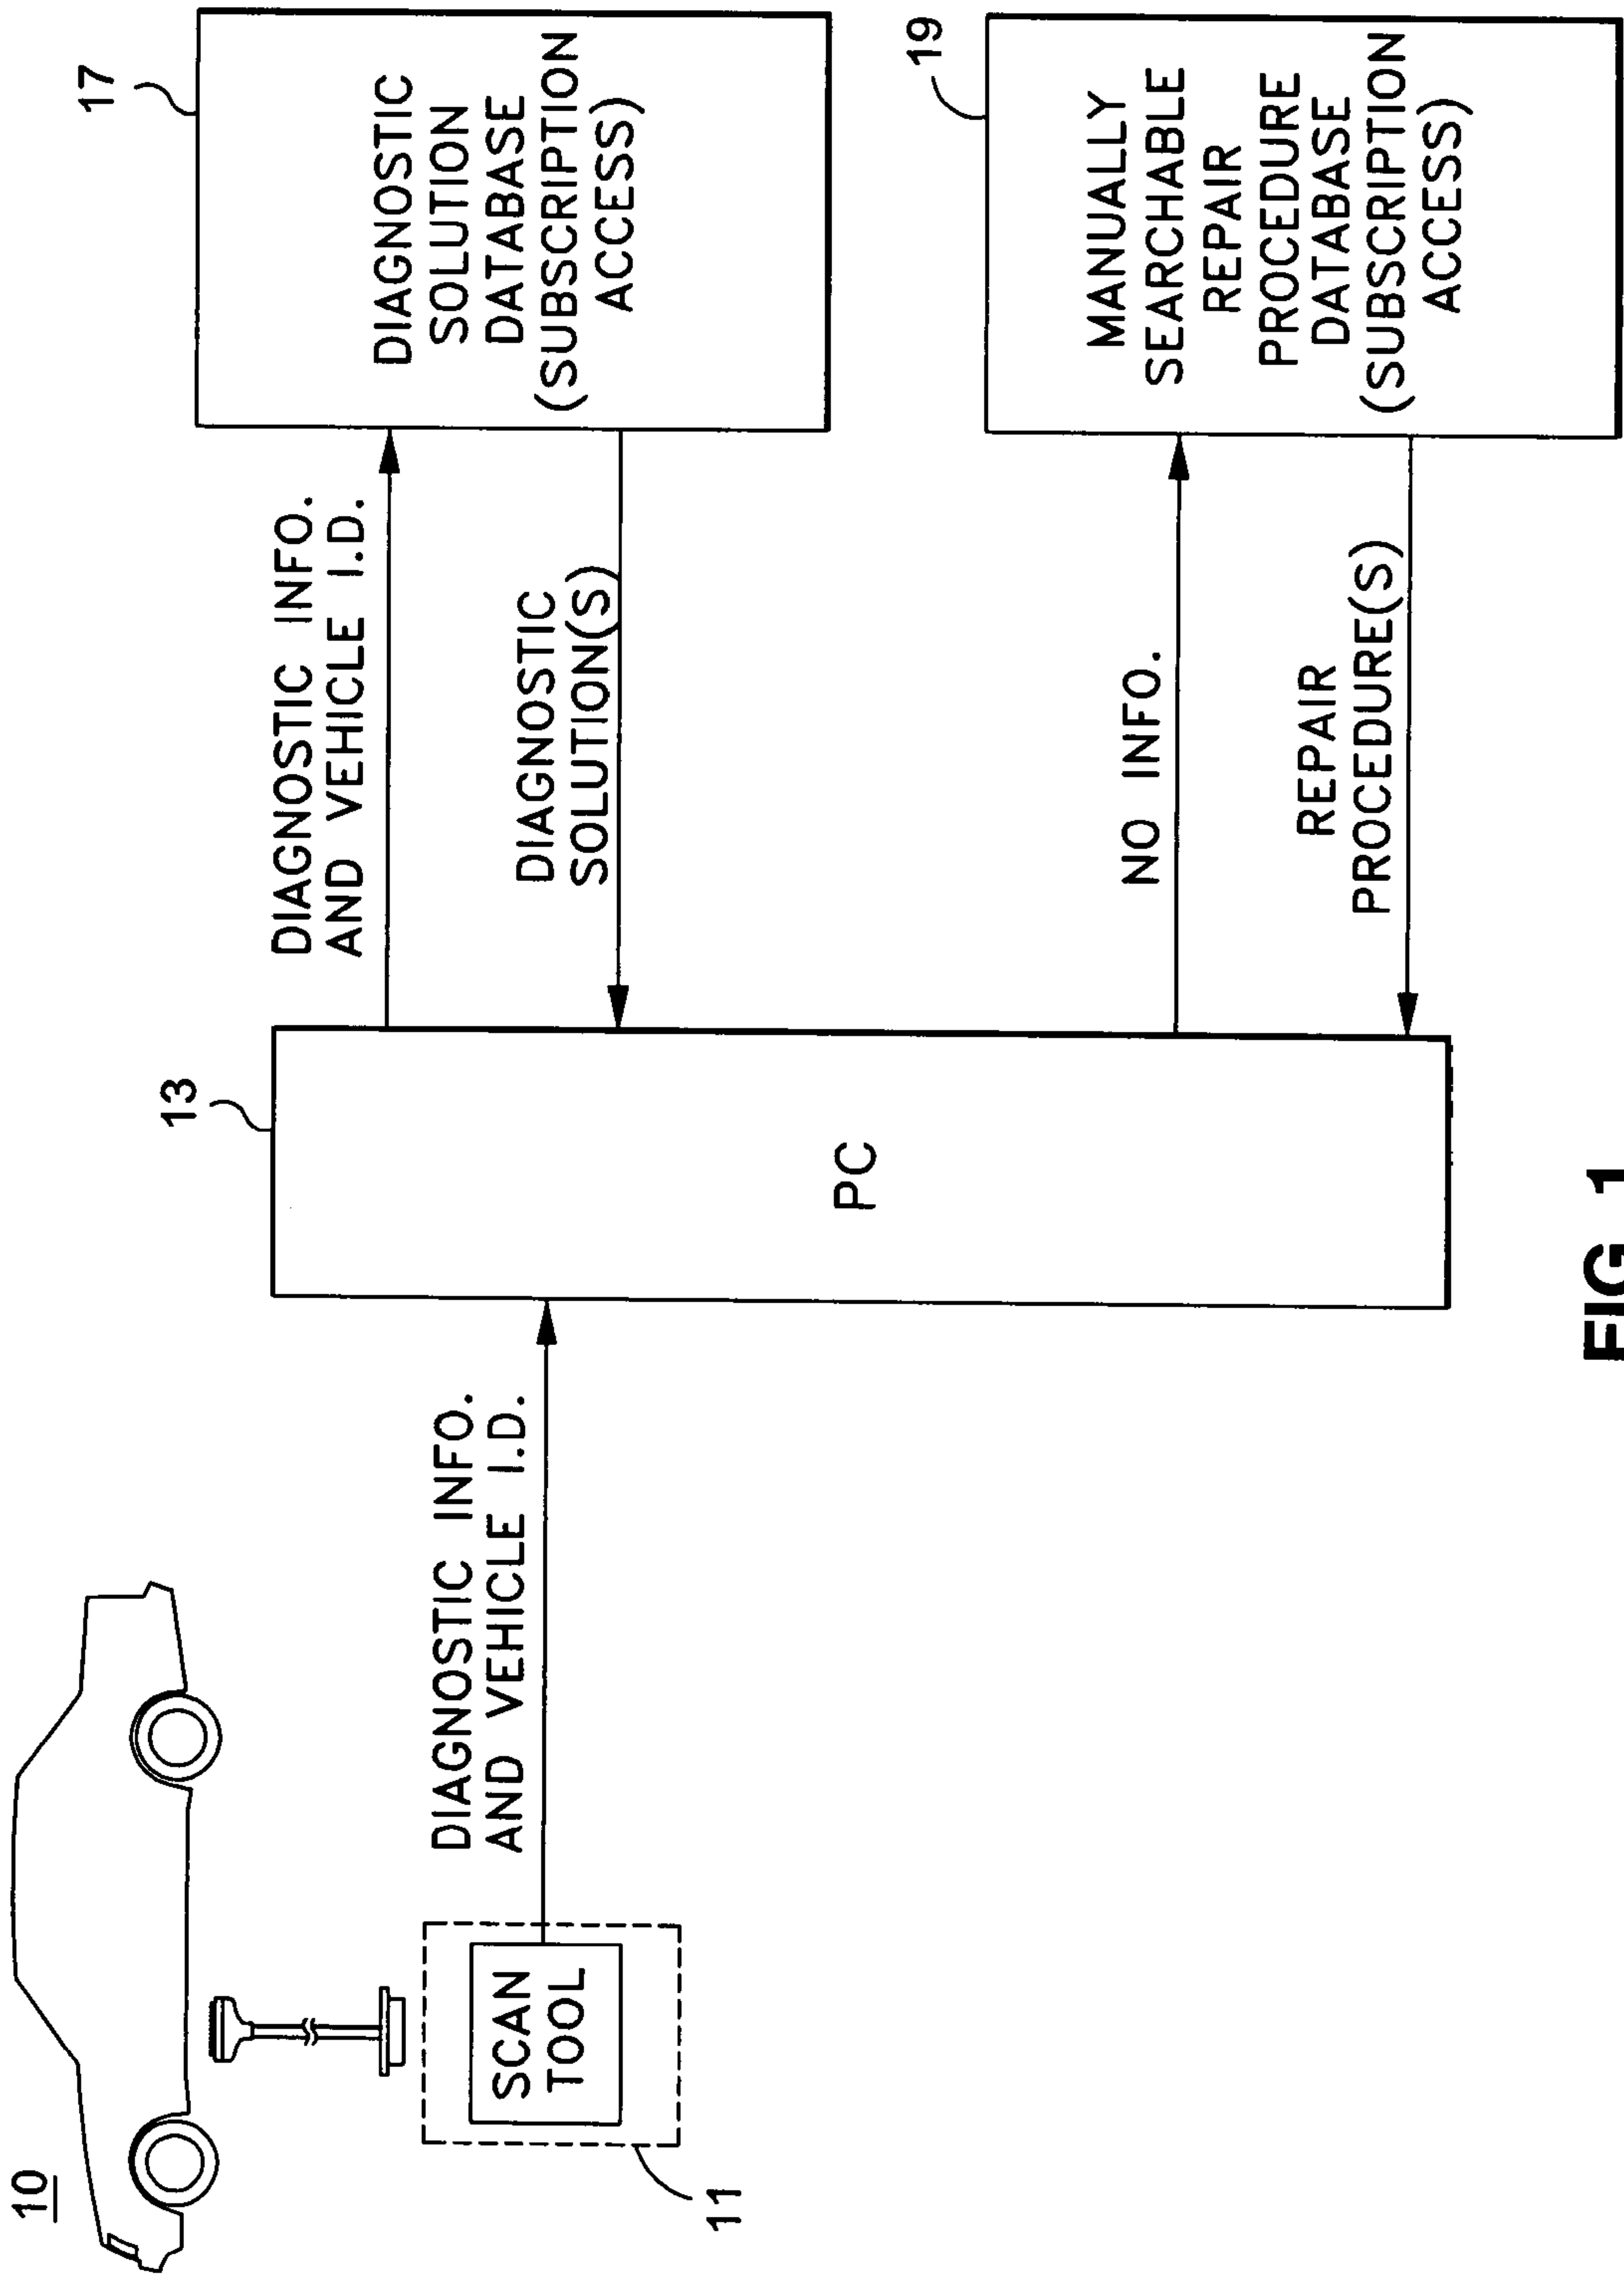 10
11
SCAN
TOOL
DIAGNOSTIC INFO.
AND VEHICLE I.D.
13
PC
DIAGNOSTIC INFO.
AND VEHICLE I.D.
DIAGNOSTIC
SOLUTION(S)
NO INFO.
REPAIR
PROCEDURE(S)
17
DIAGNOSTIC
SOLUTION
DATABASE
(SUBSCRIPTION
ACCESS)
19
MANUALLY
SEARCHABLE
REPAIR
PROCEDURE
DATABASE
(SUBSCRIPTION
ACCESS)
FIG. 1